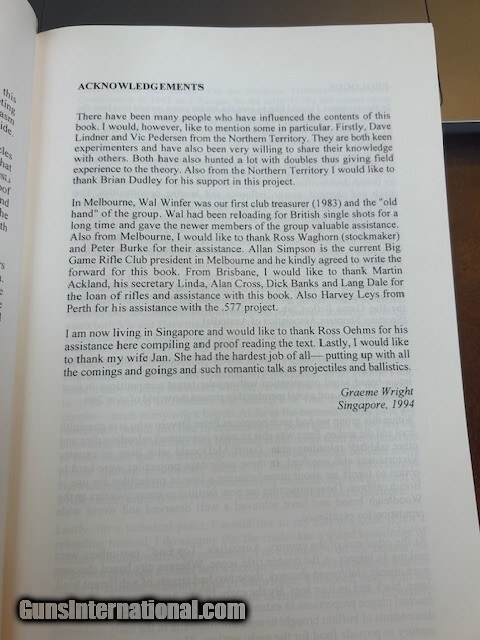 ACKNOWLEDGEMENTS
There have been many people who have influenced the contents of this
book. I would, however, like to mention some in particular. Firstly, Dave
Lindner and Vic Pedersen from the Northern Territory. They are both keen
experimenters and have also been very willing to share their knowledge
with others. Both have also hunted a lot with doubles thus giving field
experience to the theory. Also from the Northern Territory I would like to
thank Brian Dudley for his support in this project.
In Melbourne, Wal Winfer was our first club treasurer (1983) and the "old
hand" of the group. Wal had been reloading for British single shots for a
long time and gave the newer members of the group valuable assistance.
Also from Melbourne, I would like to thank Ross Waghorn (stockmaker)
and Peter Burke for their assistance. Allan Simpson is the current Big
Game Rifle Club president in Melbourne and he kindly agreed to write the
forward for this book. From Brisbane, I would like to thank Martin
Ackland, his secretary Linda, Alan Cross, Dick Banks and Lang Dale for
the loan of rifles and assistance with this book. Also Harvey Leys from
Perth for his assistance with the .577 project.
I am now living in Singapore and would like to thank Ross Oehms for his
assistance here compiling and proof reading the text. Lastly, I would like
to thank my wife Jan. She had the hardest job of all— putting up with all
the comings and goings and such romantic talk as projectiles and ballistics.
Graeme Wright
Singapore, 1994
GunsInternational.com